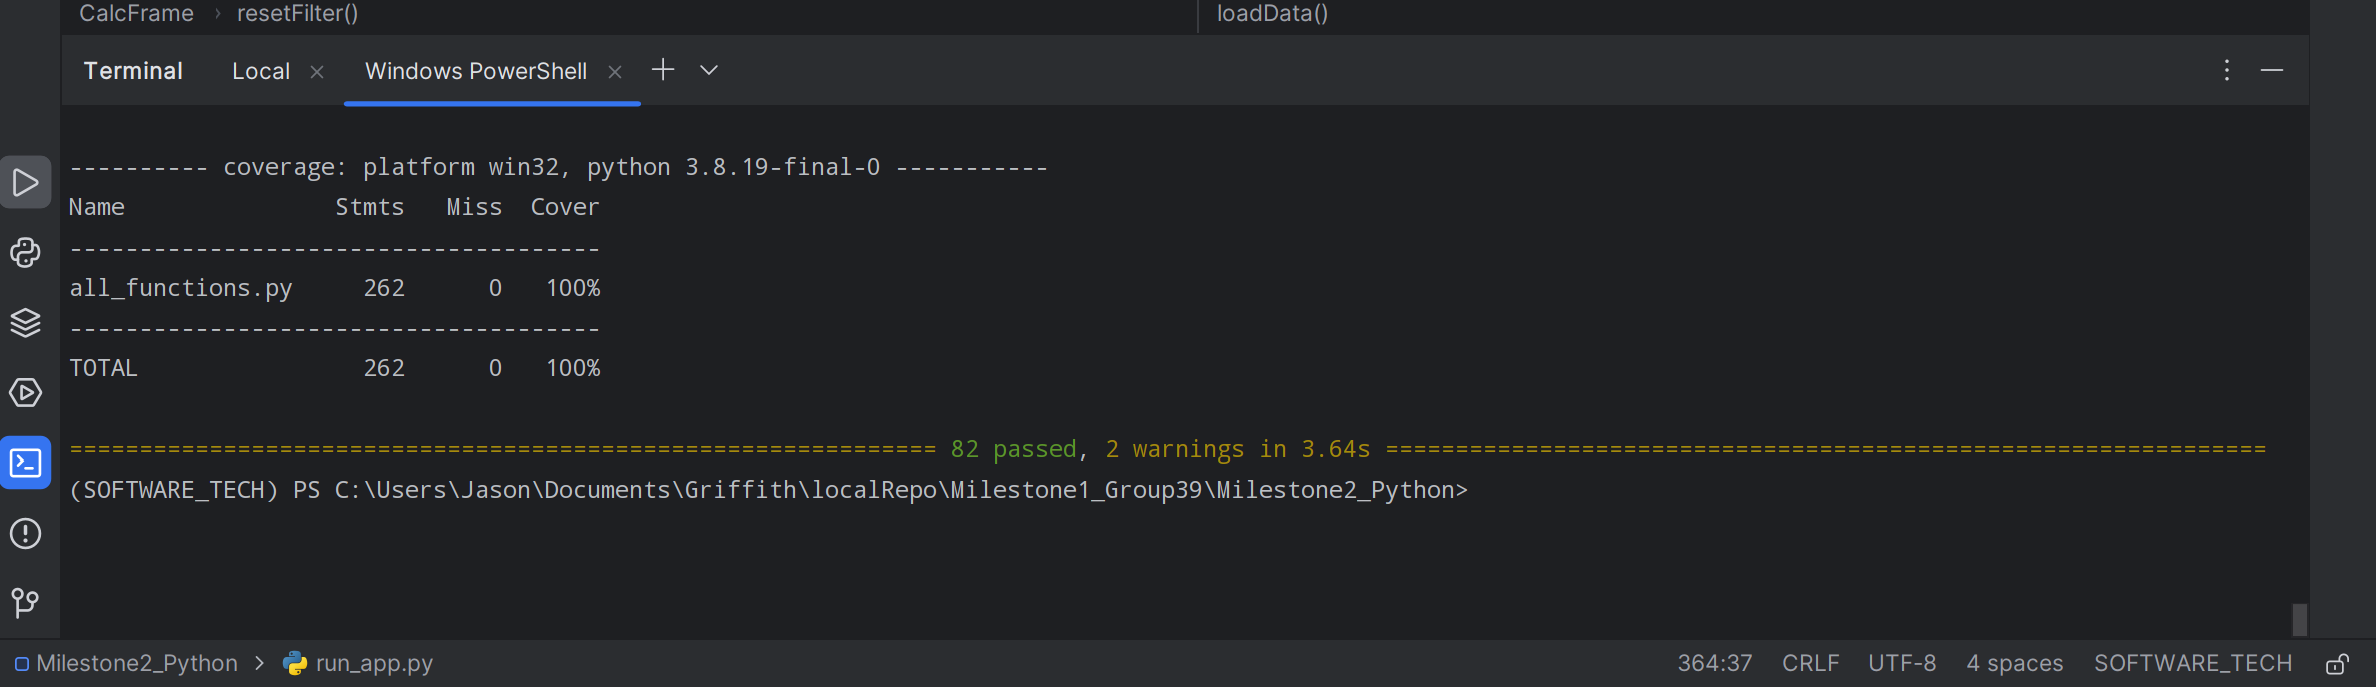 CalcFrame › resetFilter() loadData()
Terminal Local × Windows PowerShell ×
---------- coverage: platform win32, python 3.8.19-final-0 -----------
Name Stmts Miss Cover
--------------------------------------
all_functions.py 262 0 100%
--------------------------------------
TOTAL 262 0 100%
============================================================== 82 passed, 2 warnings in 3.64s ===============================================================
(SOFTWARE_TECH) PS C:\Users\Jason\Documents\Griffith\localRepo\Milestone1_Group39\Milestone2_Python>
Milestone2_Python > run_app.py 364:37 CRLF UTF-8 4 spaces SOFTWARE_TECH